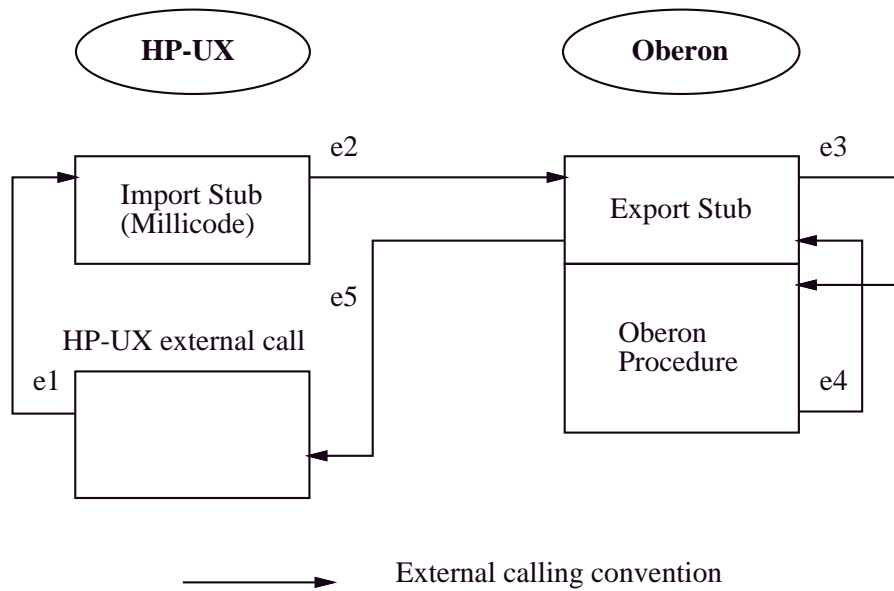 HP-UX
Oberon
e2
e3
Import Stub
(Millicode)
Export Stub
e5
HP-UX external call
Oberon
Procedure
e1
e4
External calling convention